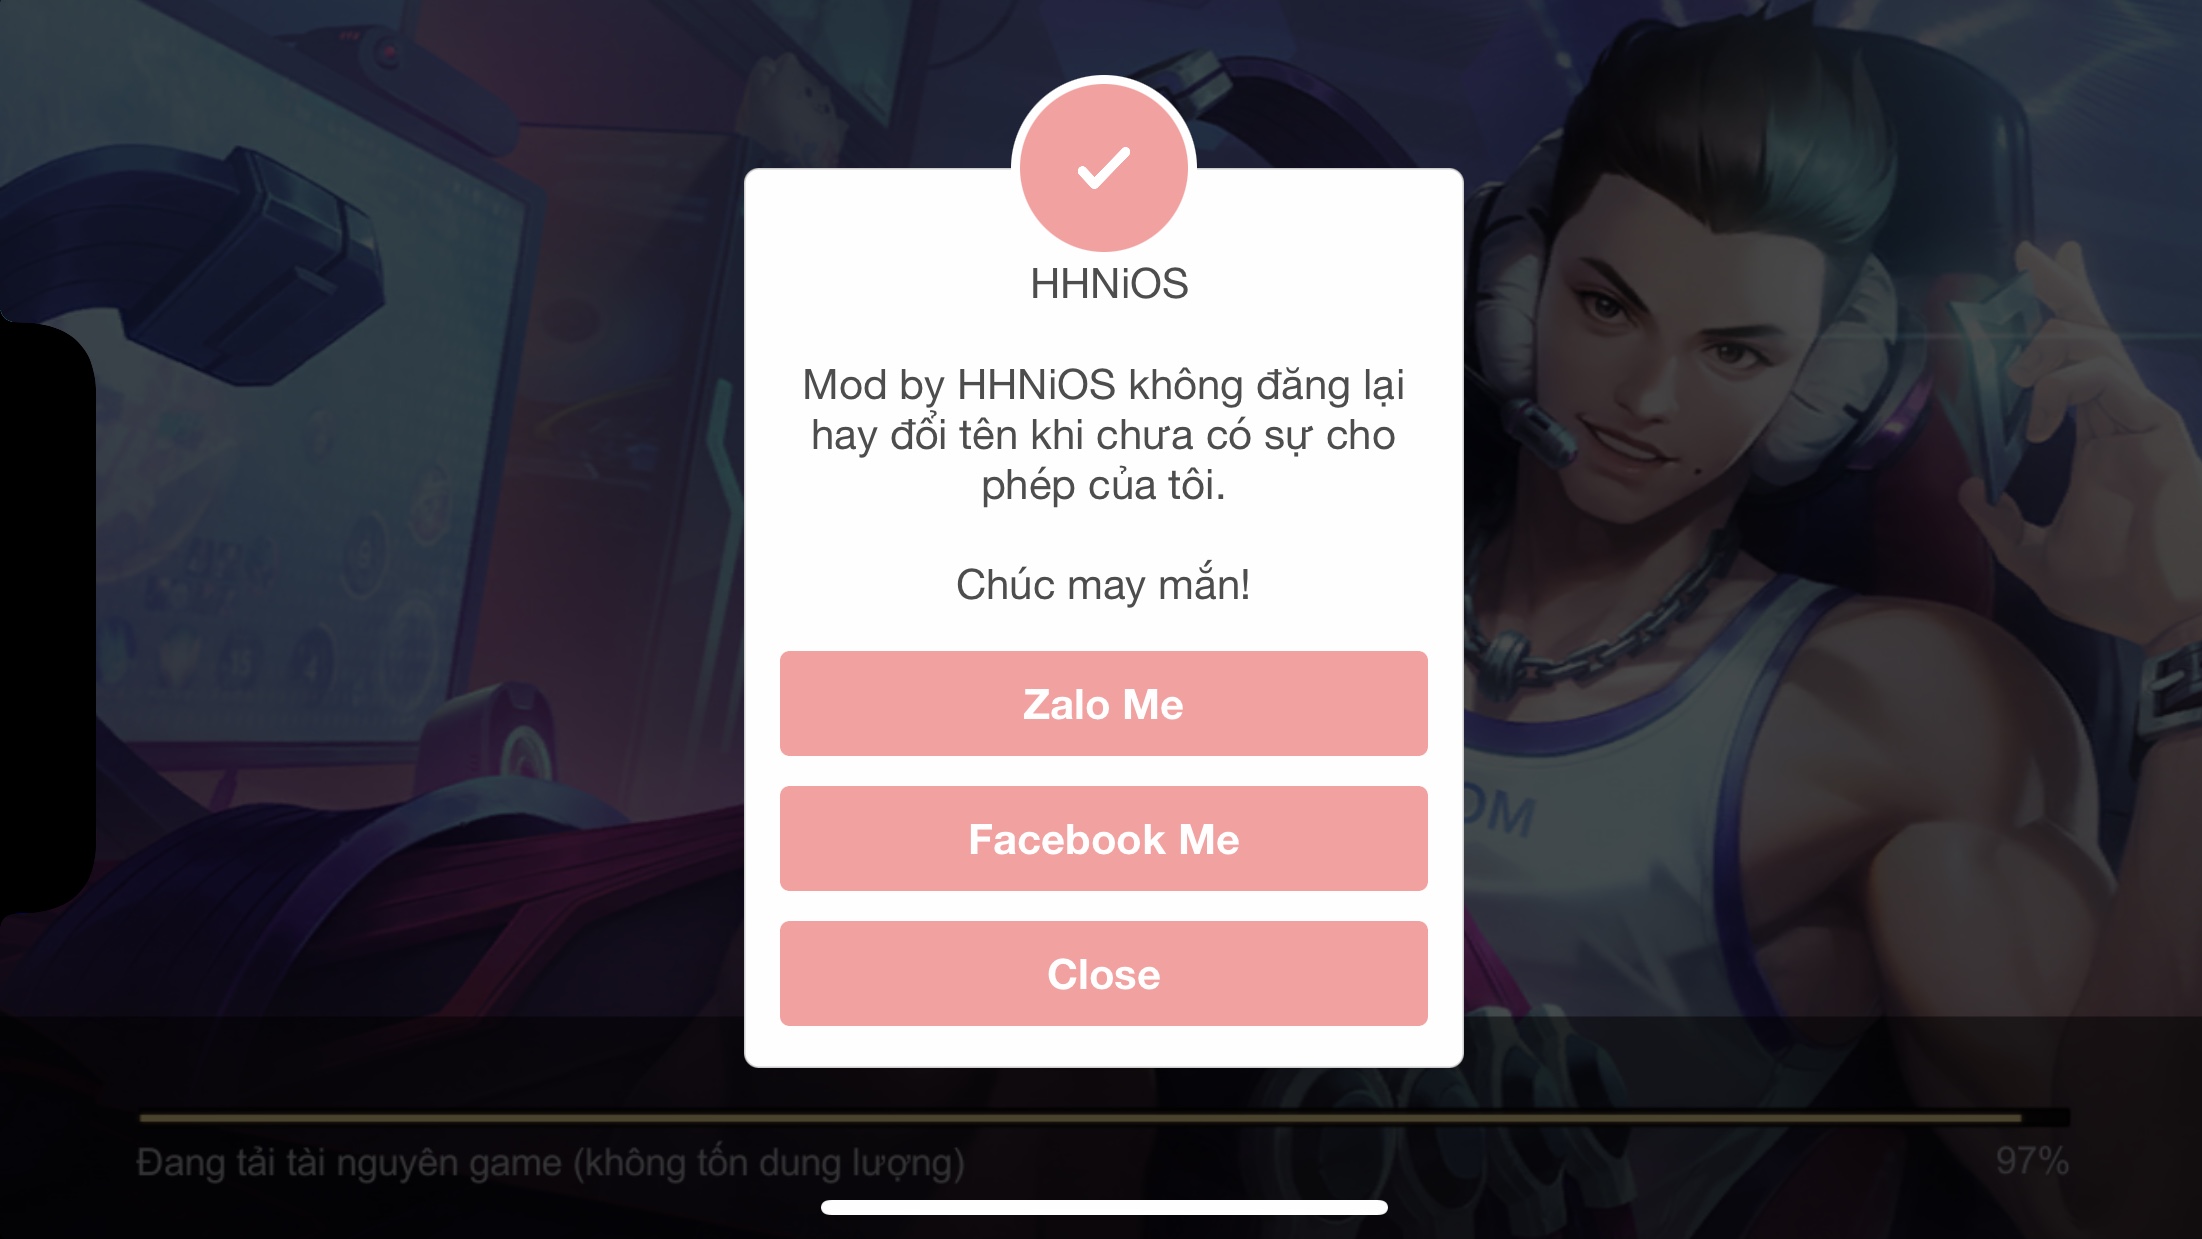 HHNiOS
Mod by HHNiOS không đăng lại
hay đổi tên khi chưa có sự cho
phép của tôi.
Chúc may mắn!
Zalo Me
Facebook Me
Close
OM
Đang tải tài nguyên game (không tốn dung lượng)
97%